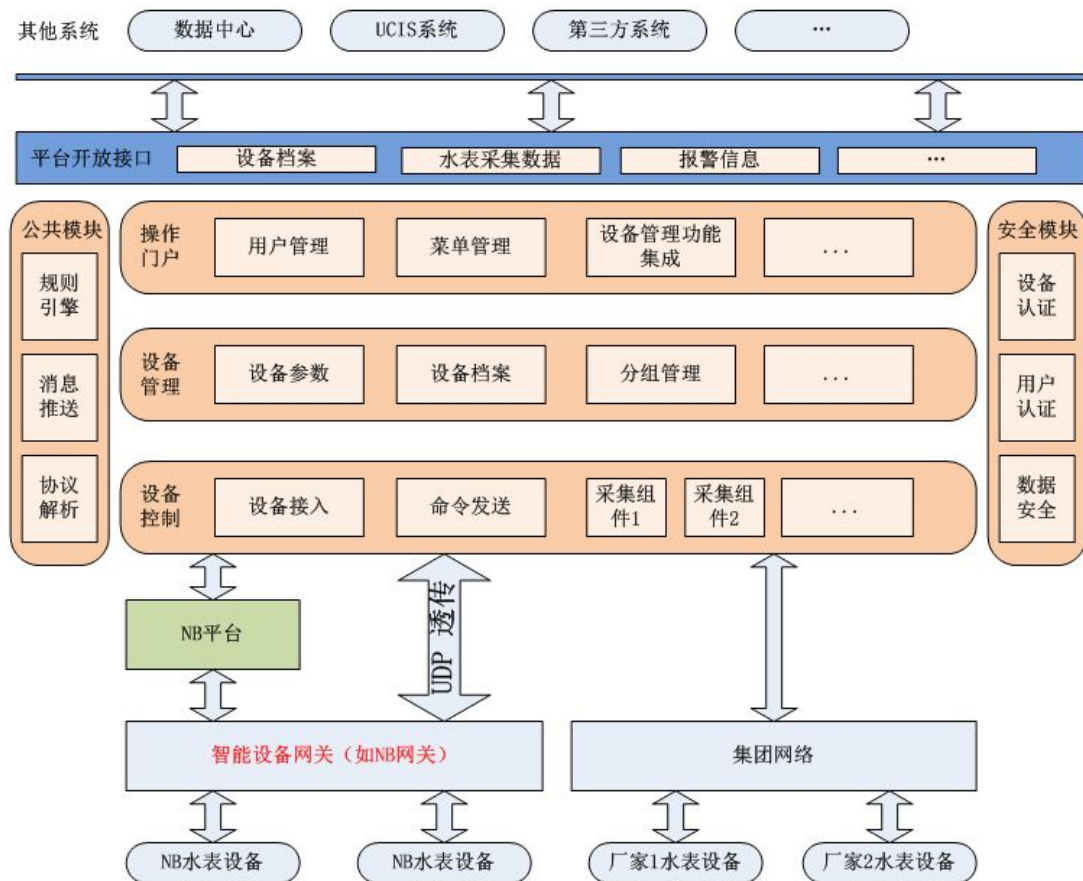 其他系统
数据中心
UCIS系统
第三方系统
…
平台开放接口
设备档案
水表采集数据
报警信息
…
公共模块
规则
引擎
消息
推送
协议
解析
操作
门户
用户管理
菜单管理
设备管理功能
集成
...
设备
管理
设备参数
设备档案
分组管理
...
设备
控制
设备接入
命令发送
采集组
件1
采集组
件2
...
安全模块
设备
认证
用户
认证
数据
安全
NB平台
UDP 透传
智能设备网关（如NB网关）
集团网络
NB水表设备
NB水表设备
厂家1水表设备
厂家2水表设备